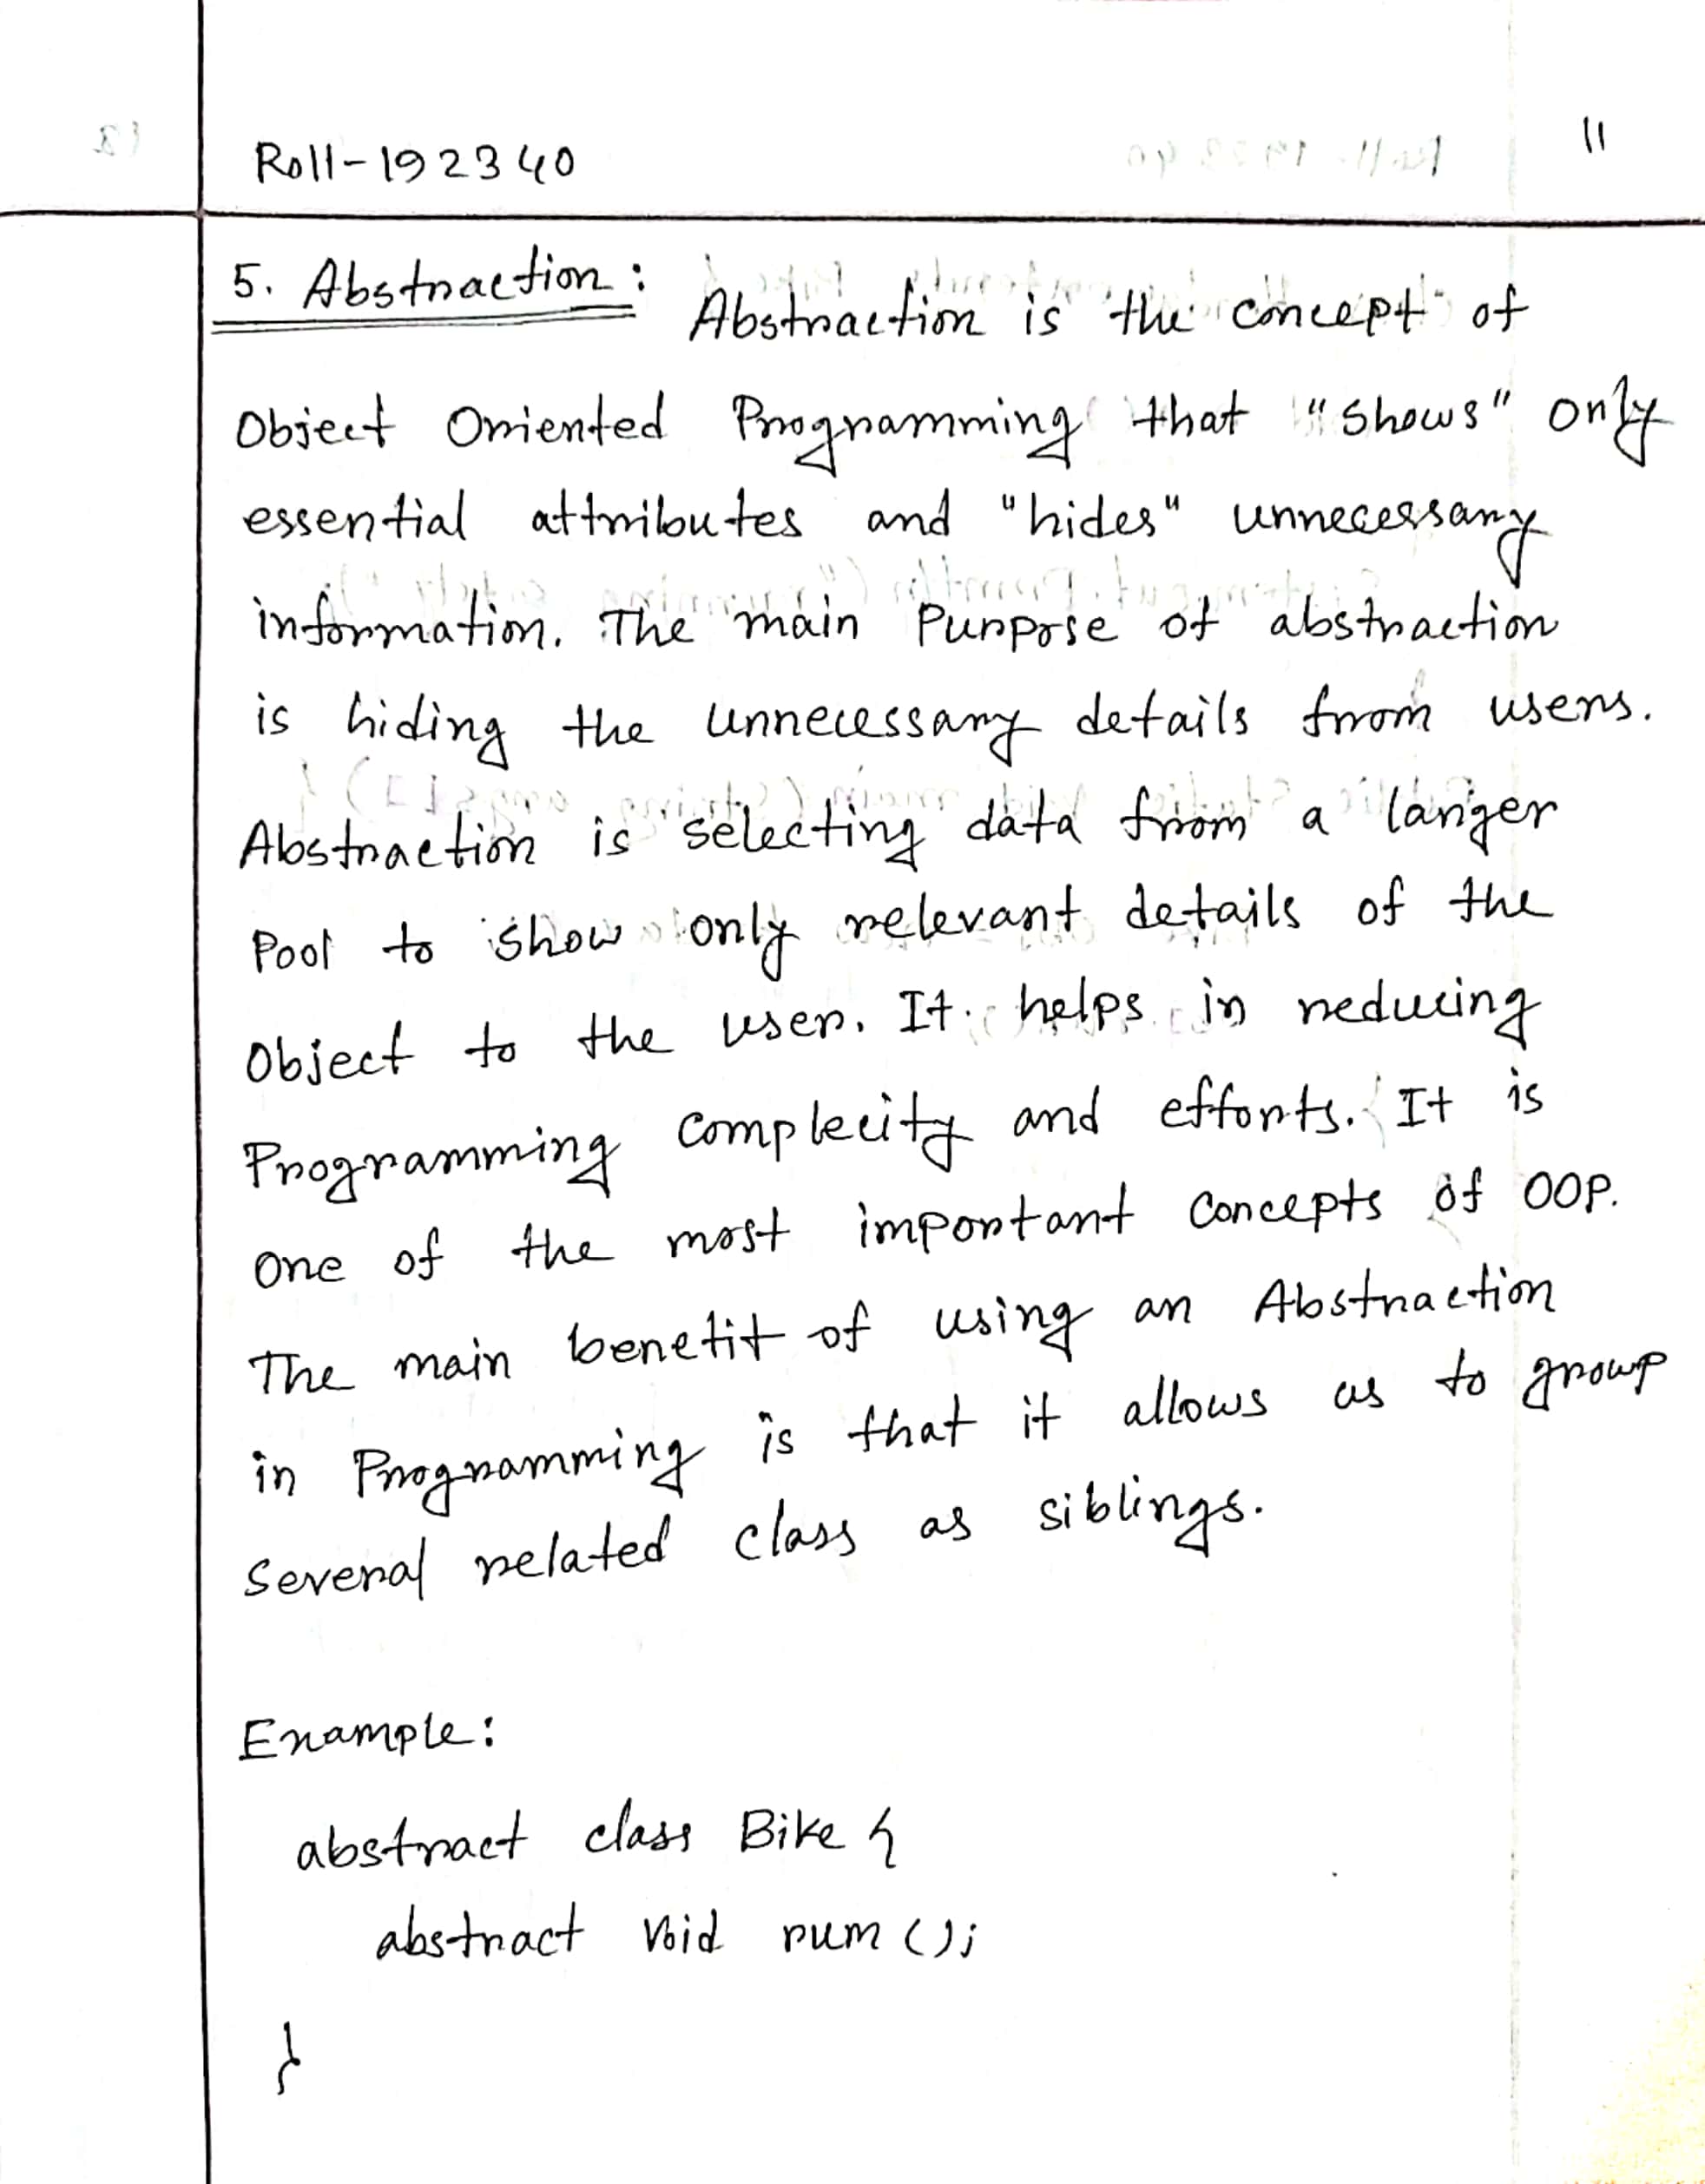 Roll-192340
11
5. Abstraction: Abstraction is the concept of
Object Oriented Programming that "shows" only
essential attributes and "hides" unnecessary
information. The main Purpose of abstraction
is hiding the unnecessary details from users.
Abstraction is selecting data from a larger
Pool to show only relevant details of the
Object to the user. It helps in reducing
Programming complecity and efforts. It is
one of the most important concepts of OOP.
The main benefit of using an Abstraction
in Programming is that it allows us to group
Several related class as siblings.
Example:
abstract class Bike {
abstract void rum ();
}